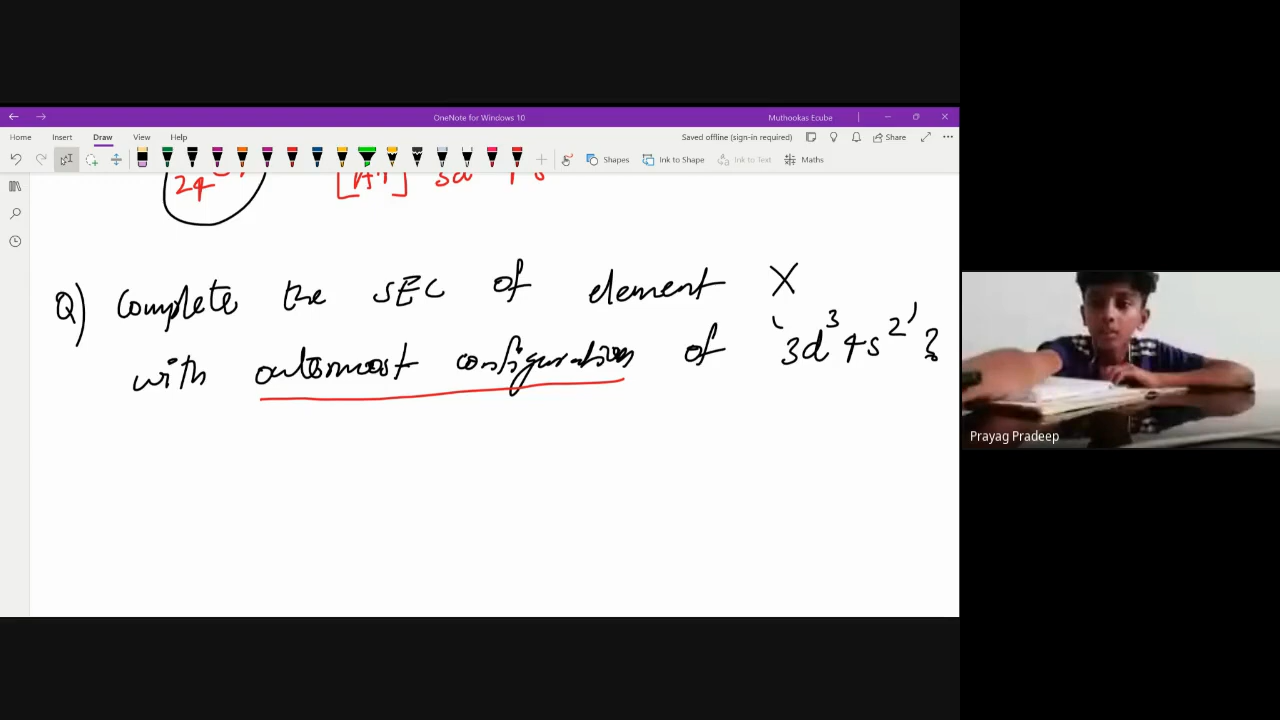 OneNote for Windows 10
Muthookas Ecube
Home Insert Draw View Help
Saved offline (sign-in required)
Share
Shapes
Ink to Shape
Ink to Text
Maths
24
[Ar] 3d
Q) Complete the SEC of element X
with outermost configuration of '3d³4s²'?
Prayag Pradeep